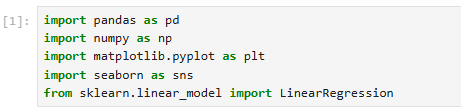 [1]: import pandas as pd
import numpy as np
import matplotlib.pyplot as plt
import seaborn as sns
from sklearn.linear_model import LinearRegression